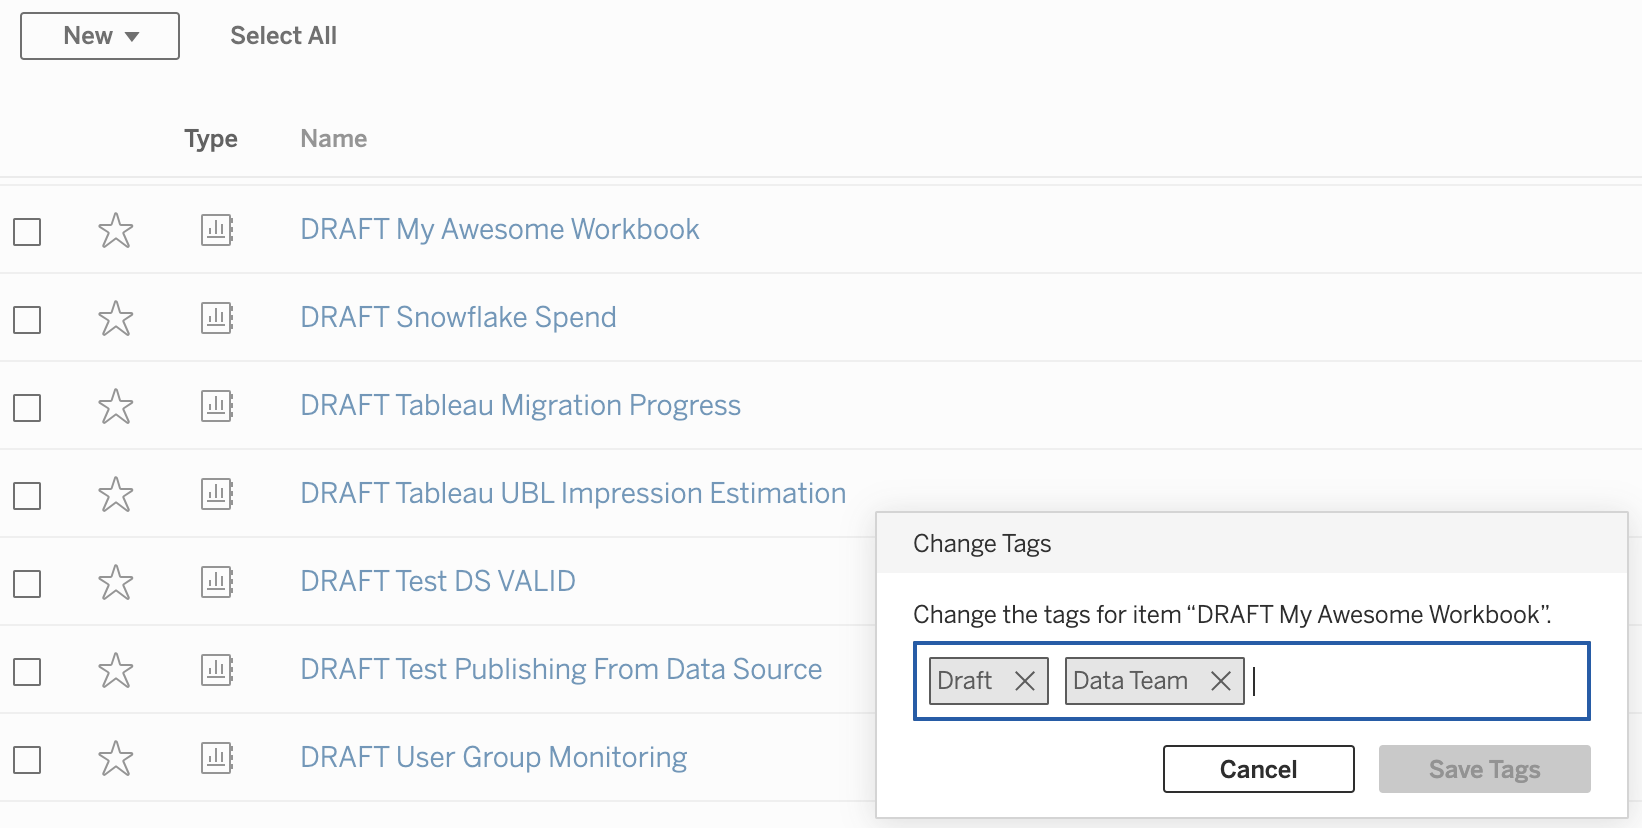 New
Select All
Type Name
DRAFT My Awesome Workbook
DRAFT Snowflake Spend
DRAFT Tableau Migration Progress
DRAFT Tableau UBL Impression Estimation
DRAFT Test DS VALID
DRAFT Test Publishing From Data Source
DRAFT User Group Monitoring
Change Tags
Change the tags for item “DRAFT My Awesome Workbook”.
Draft Data Team
Cancel Save Tags